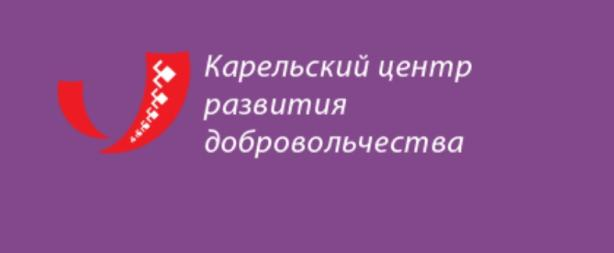 Карельский центр
развития
добровольчества